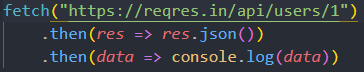 fetch("https://reqres.in/api/users/1")
.then(res => res.json())
.then(data => console.log(data))